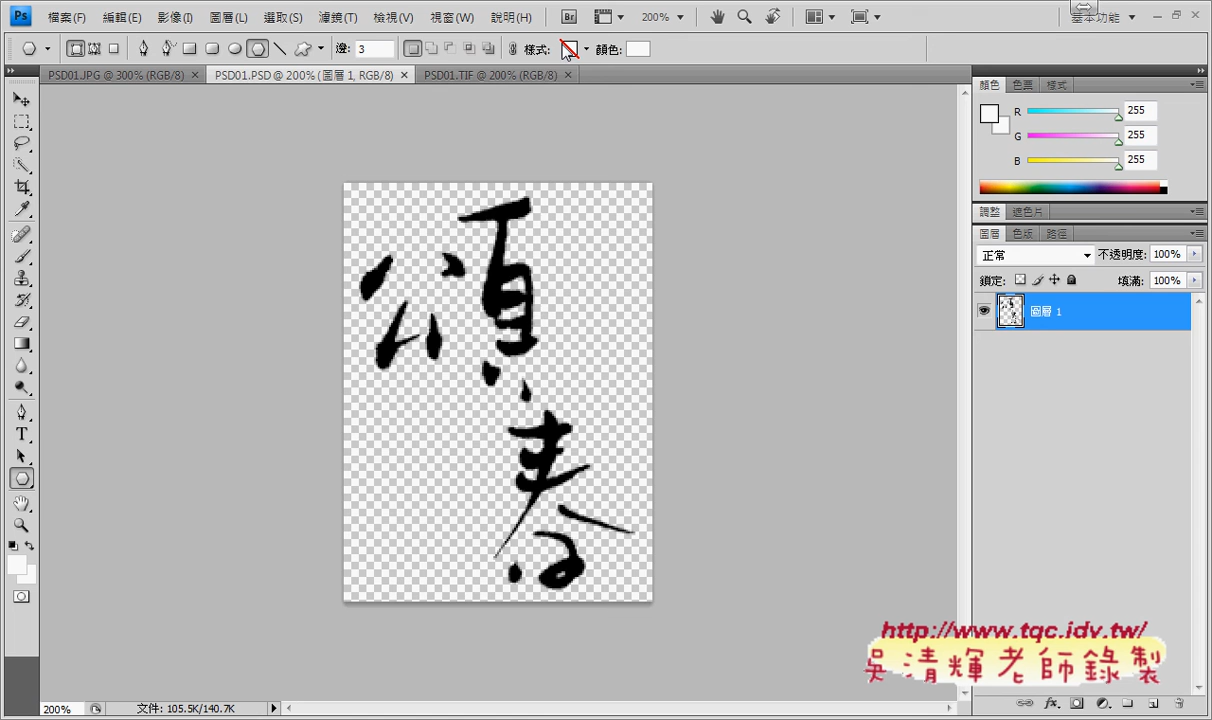 Ps 檔案(F) 編輯(E) 影像(I) 圖層(L) 選取(S) 濾鏡(T) 檢視(V) 視窗(W) 說明(H) Br 200% 基本功能
邊: 3 樣式: 顏色:
PSD01.JPG @ 300% (RGB/8) PSD01.PSD @ 200% (圖層 1, RGB/8) PSD01.TIF @ 200% (RGB/8)
顏色 色票 樣式
R 255
G 255
B 255
調整 遮色片
圖層 色版 路徑
正常 不透明度: 100%
鎖定: 填滿: 100%
圖層 1
T
頌春
http://www.tqc.idv.tw/
吳清輝老師錄製
200% 文件: 105.5K/140.7K fx